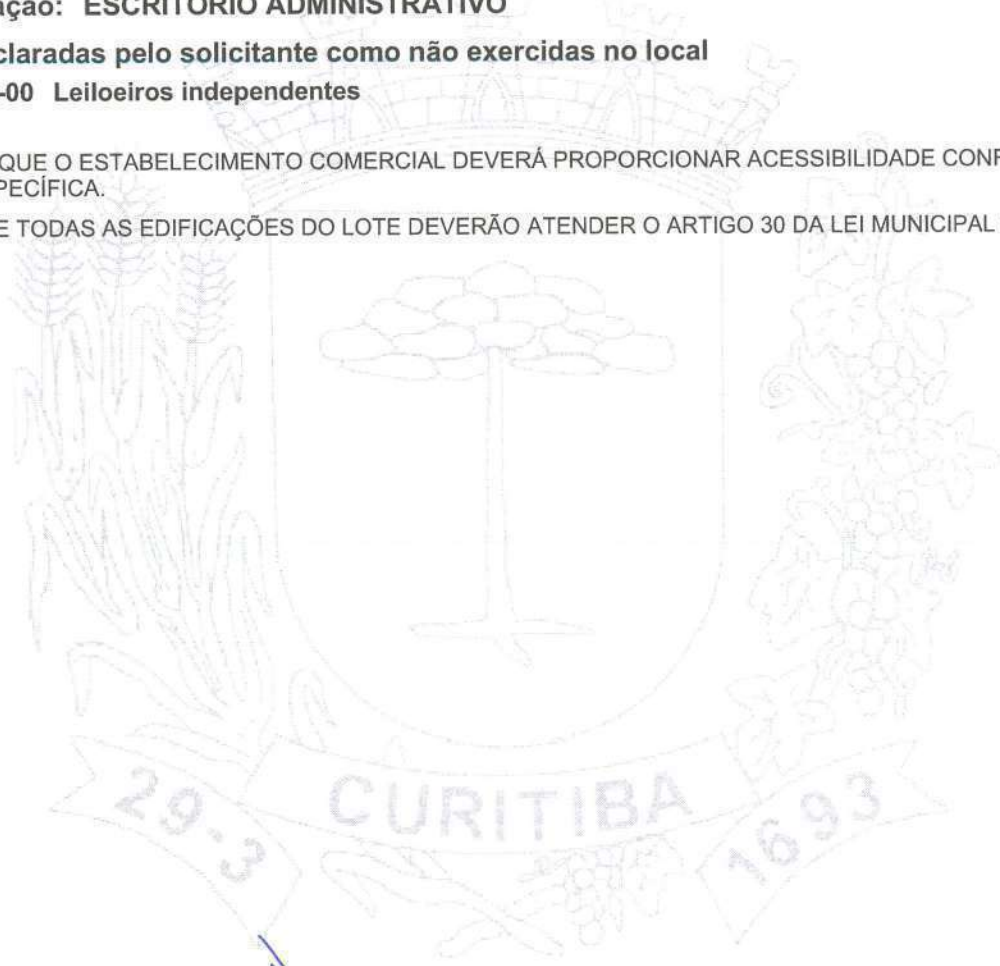 ação: ESCRITÓRIO ADMINISTRATIVO
claradas pelo solicitante como não exercidas no local
-00 Leiloeiros independentes
QUE O ESTABELECIMENTO COMERCIAL DEVERÁ PROPORCIONAR ACESSIBILIDADE CONF
PECÍFICA.
E TODAS AS EDIFICAÇÕES DO LOTE DEVERÃO ATENDER O ARTIGO 30 DA LEI MUNICIPAL
29-3 CURITIBA 1693